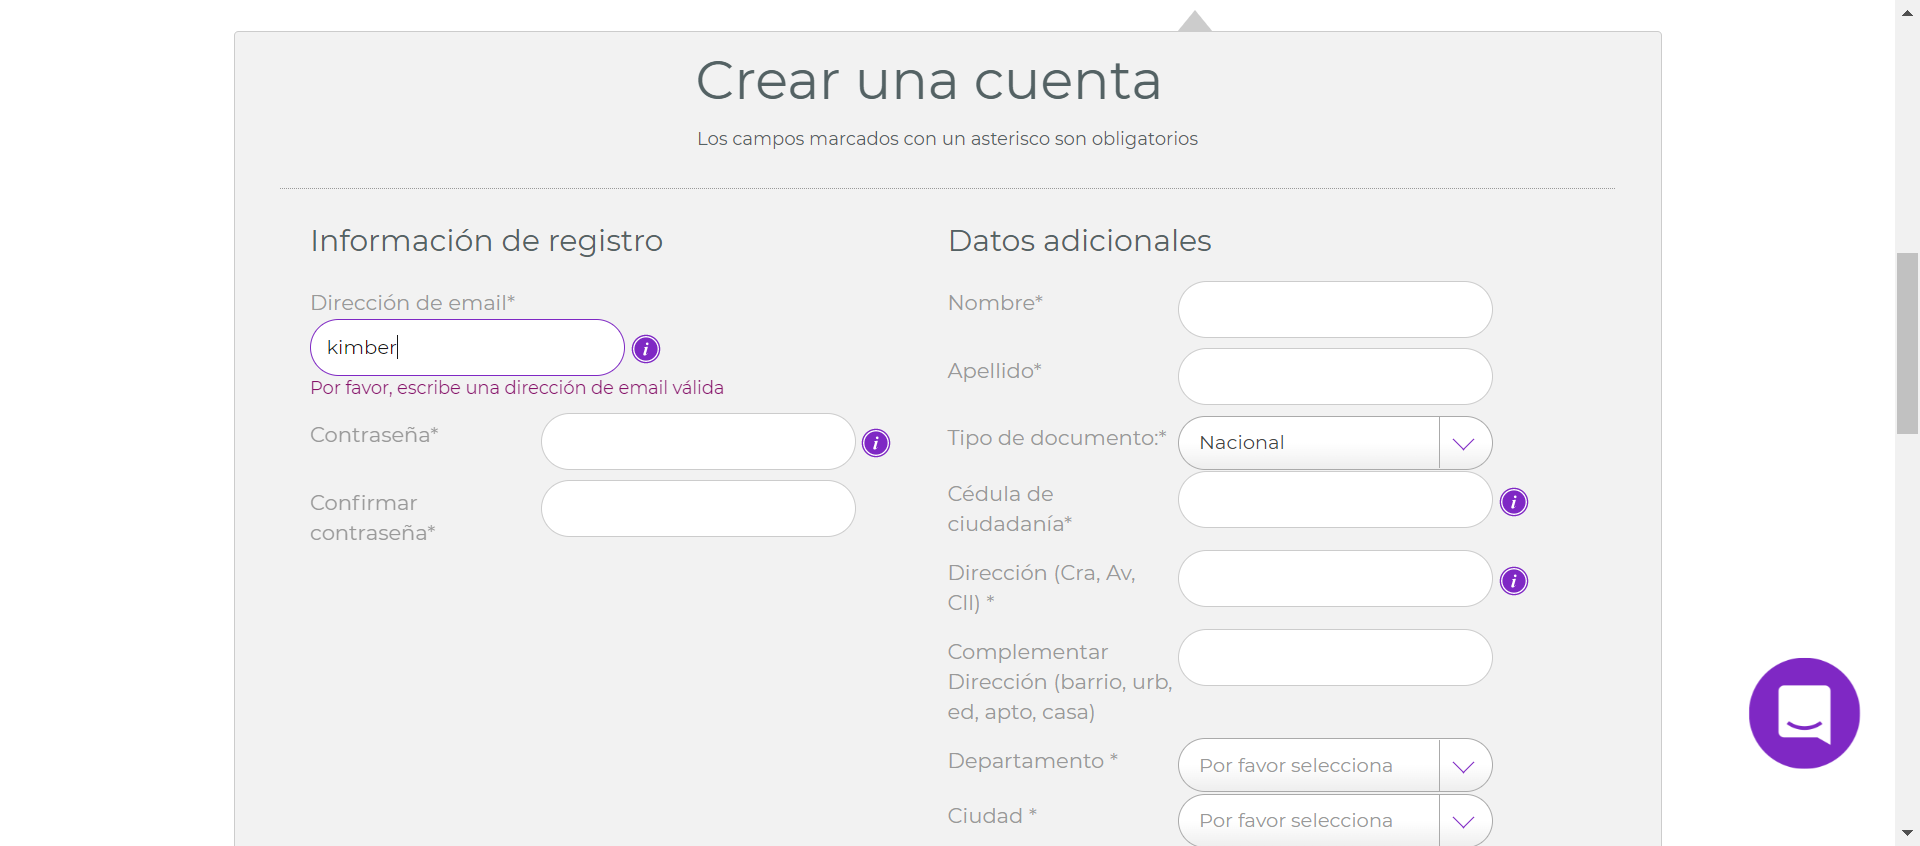 Crear una cuenta
Los campos marcados con un asterisco son obligatorios
Información de registro
Dirección de email*
kimber
Por favor, escribe una dirección de email válida
Contraseña*
Confirmar
contraseña*
Datos adicionales
Nombre*
Apellido*
Tipo de documento:*
Nacional
Cédula de
ciudadanía*
Dirección (Cra, Av,
Cll) *
Complementar
Dirección (barrio, urb,
ed, apto, casa)
Departamento *
Por favor selecciona
Ciudad *
Por favor selecciona